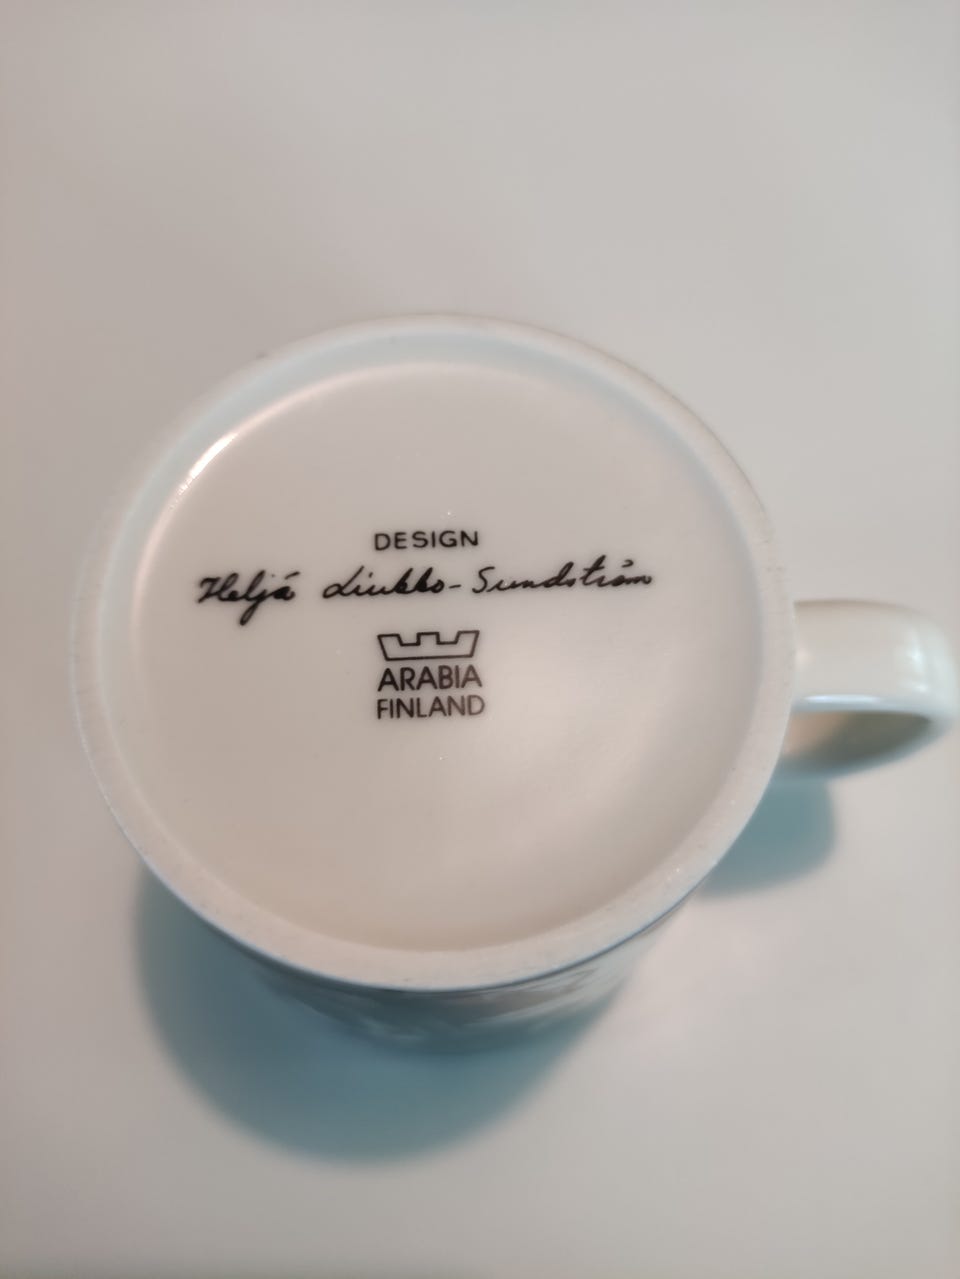 DESIGN
Heljä Liukko-Sundström
ARABIA
FINLAND